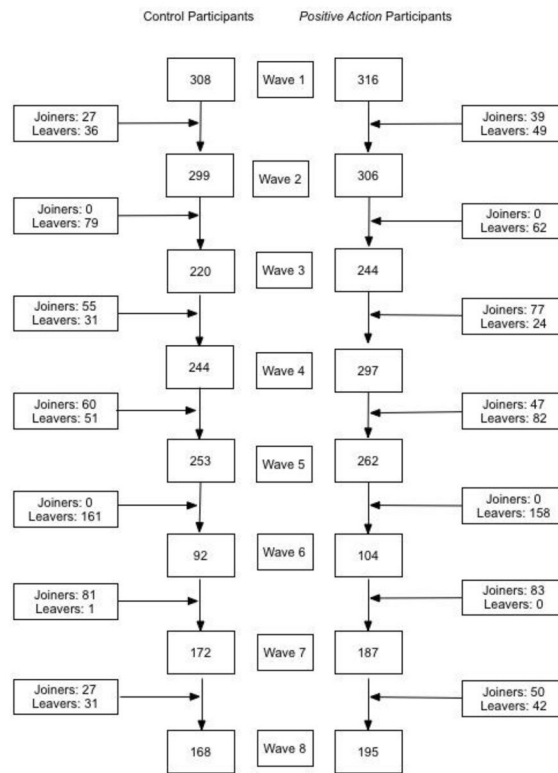 Control Participants
Positive Action Participants
308
Wave 1
316
Joiners: 27
Leavers: 36
Joiners: 39
Leavers: 49
299
Wave 2
306
Joiners: 0
Leavers: 79
Joiners: 0
Leavers: 62
220
Wave 3
244
Joiners: 55
Leavers: 31
Joiners: 77
Leavers: 24
244
Wave 4
297
Joiners: 60
Leavers: 51
Joiners: 47
Leavers: 82
253
Wave 5
262
Joiners: 0
Leavers: 161
Joiners: 0
Leavers: 158
92
Wave 6
104
Joiners: 81
Leavers: 1
Joiners: 83
Leavers: 0
172
Wave 7
187
Joiners: 27
Leavers: 31
Joiners: 50
Leavers: 42
168
Wave 8
195